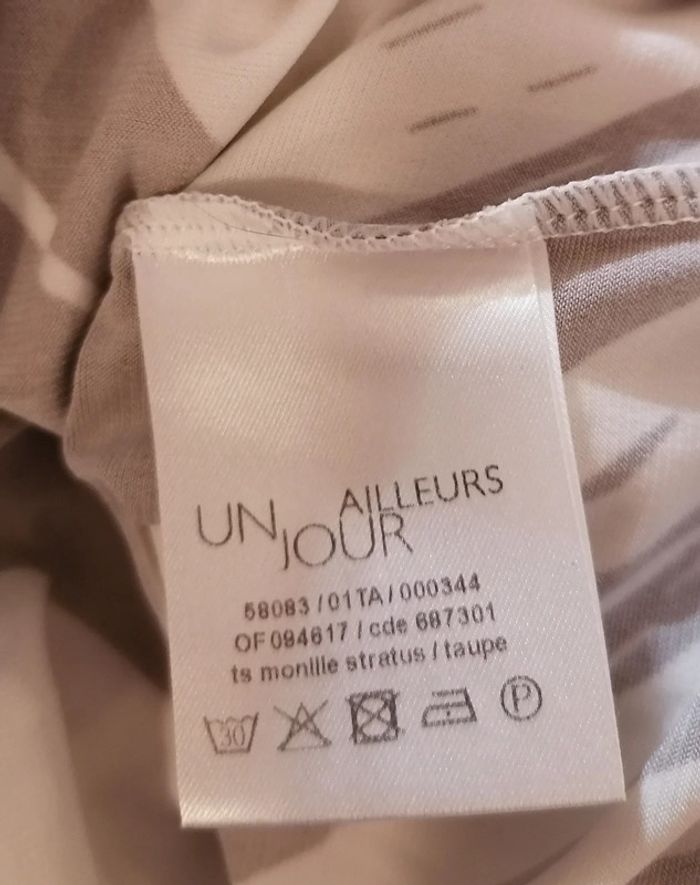 UN JOUR AILLEURS
58083 / 01TA / 000344
OF 094617 / cde 687301
ts monille stratus / taupe
30 P